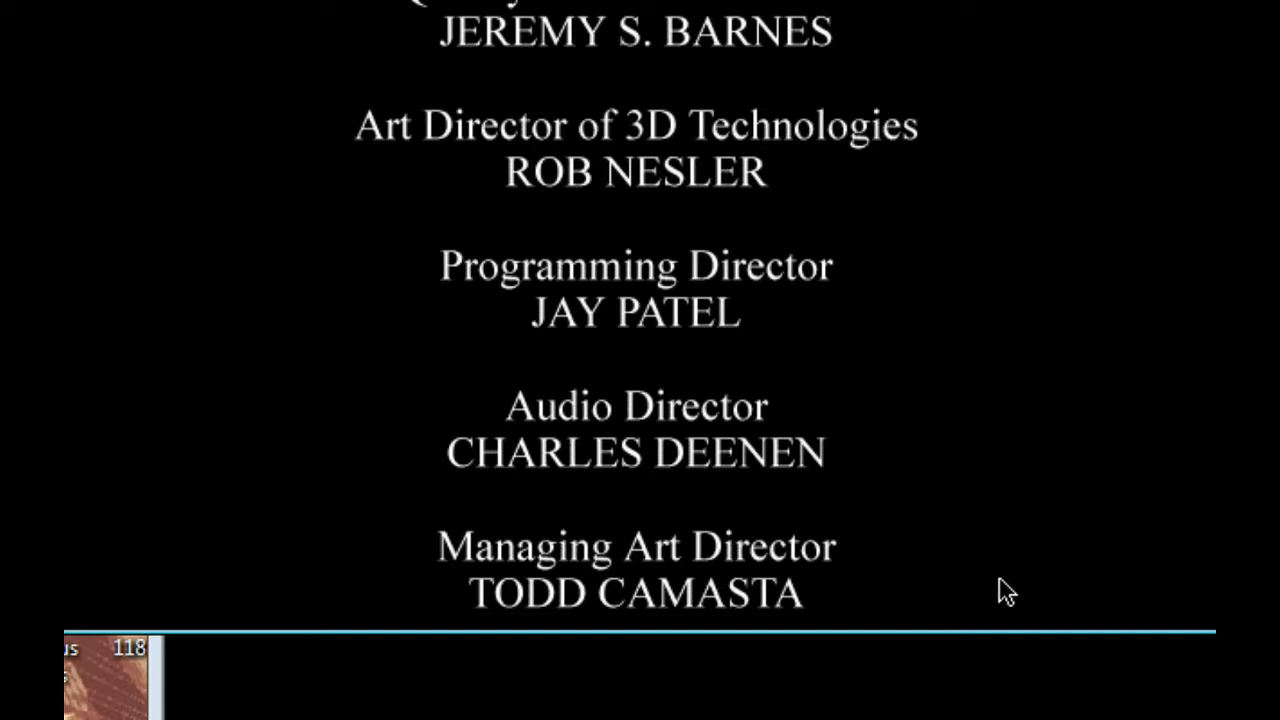 JEREMY S. BARNES
Art Director of 3D Technologies
ROB NESLER
Programming Director
JAY PATEL
Audio Director
CHARLES DEENEN
Managing Art Director
TODD CAMASTA
118